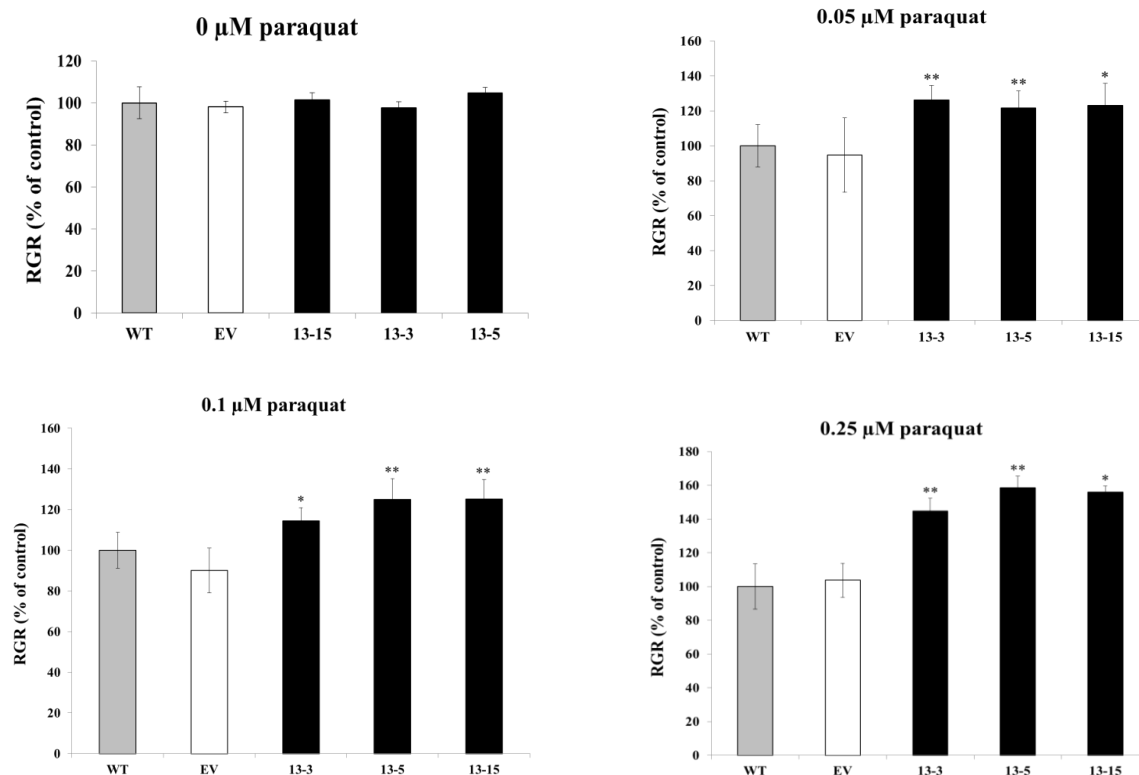 0 µM paraquat
RGR (% of control)
120
100
80
60
40
20
0
WT EV 13-15 13-3 13-5
0.05 µM paraquat
RGR (% of control)
160
140
120
100
80
60
40
20
0
** ** *
WT EV 13-3 13-5 13-15
0.1 µM paraquat
RGR (% of control)
160
140
120
100
80
60
40
20
0
* ** **
WT EV 13-3 13-5 13-15
0.25 µM paraquat
RGR (% of control)
180
160
140
120
100
80
60
40
20
0
** ** *
WT EV 13-3 13-5 13-15